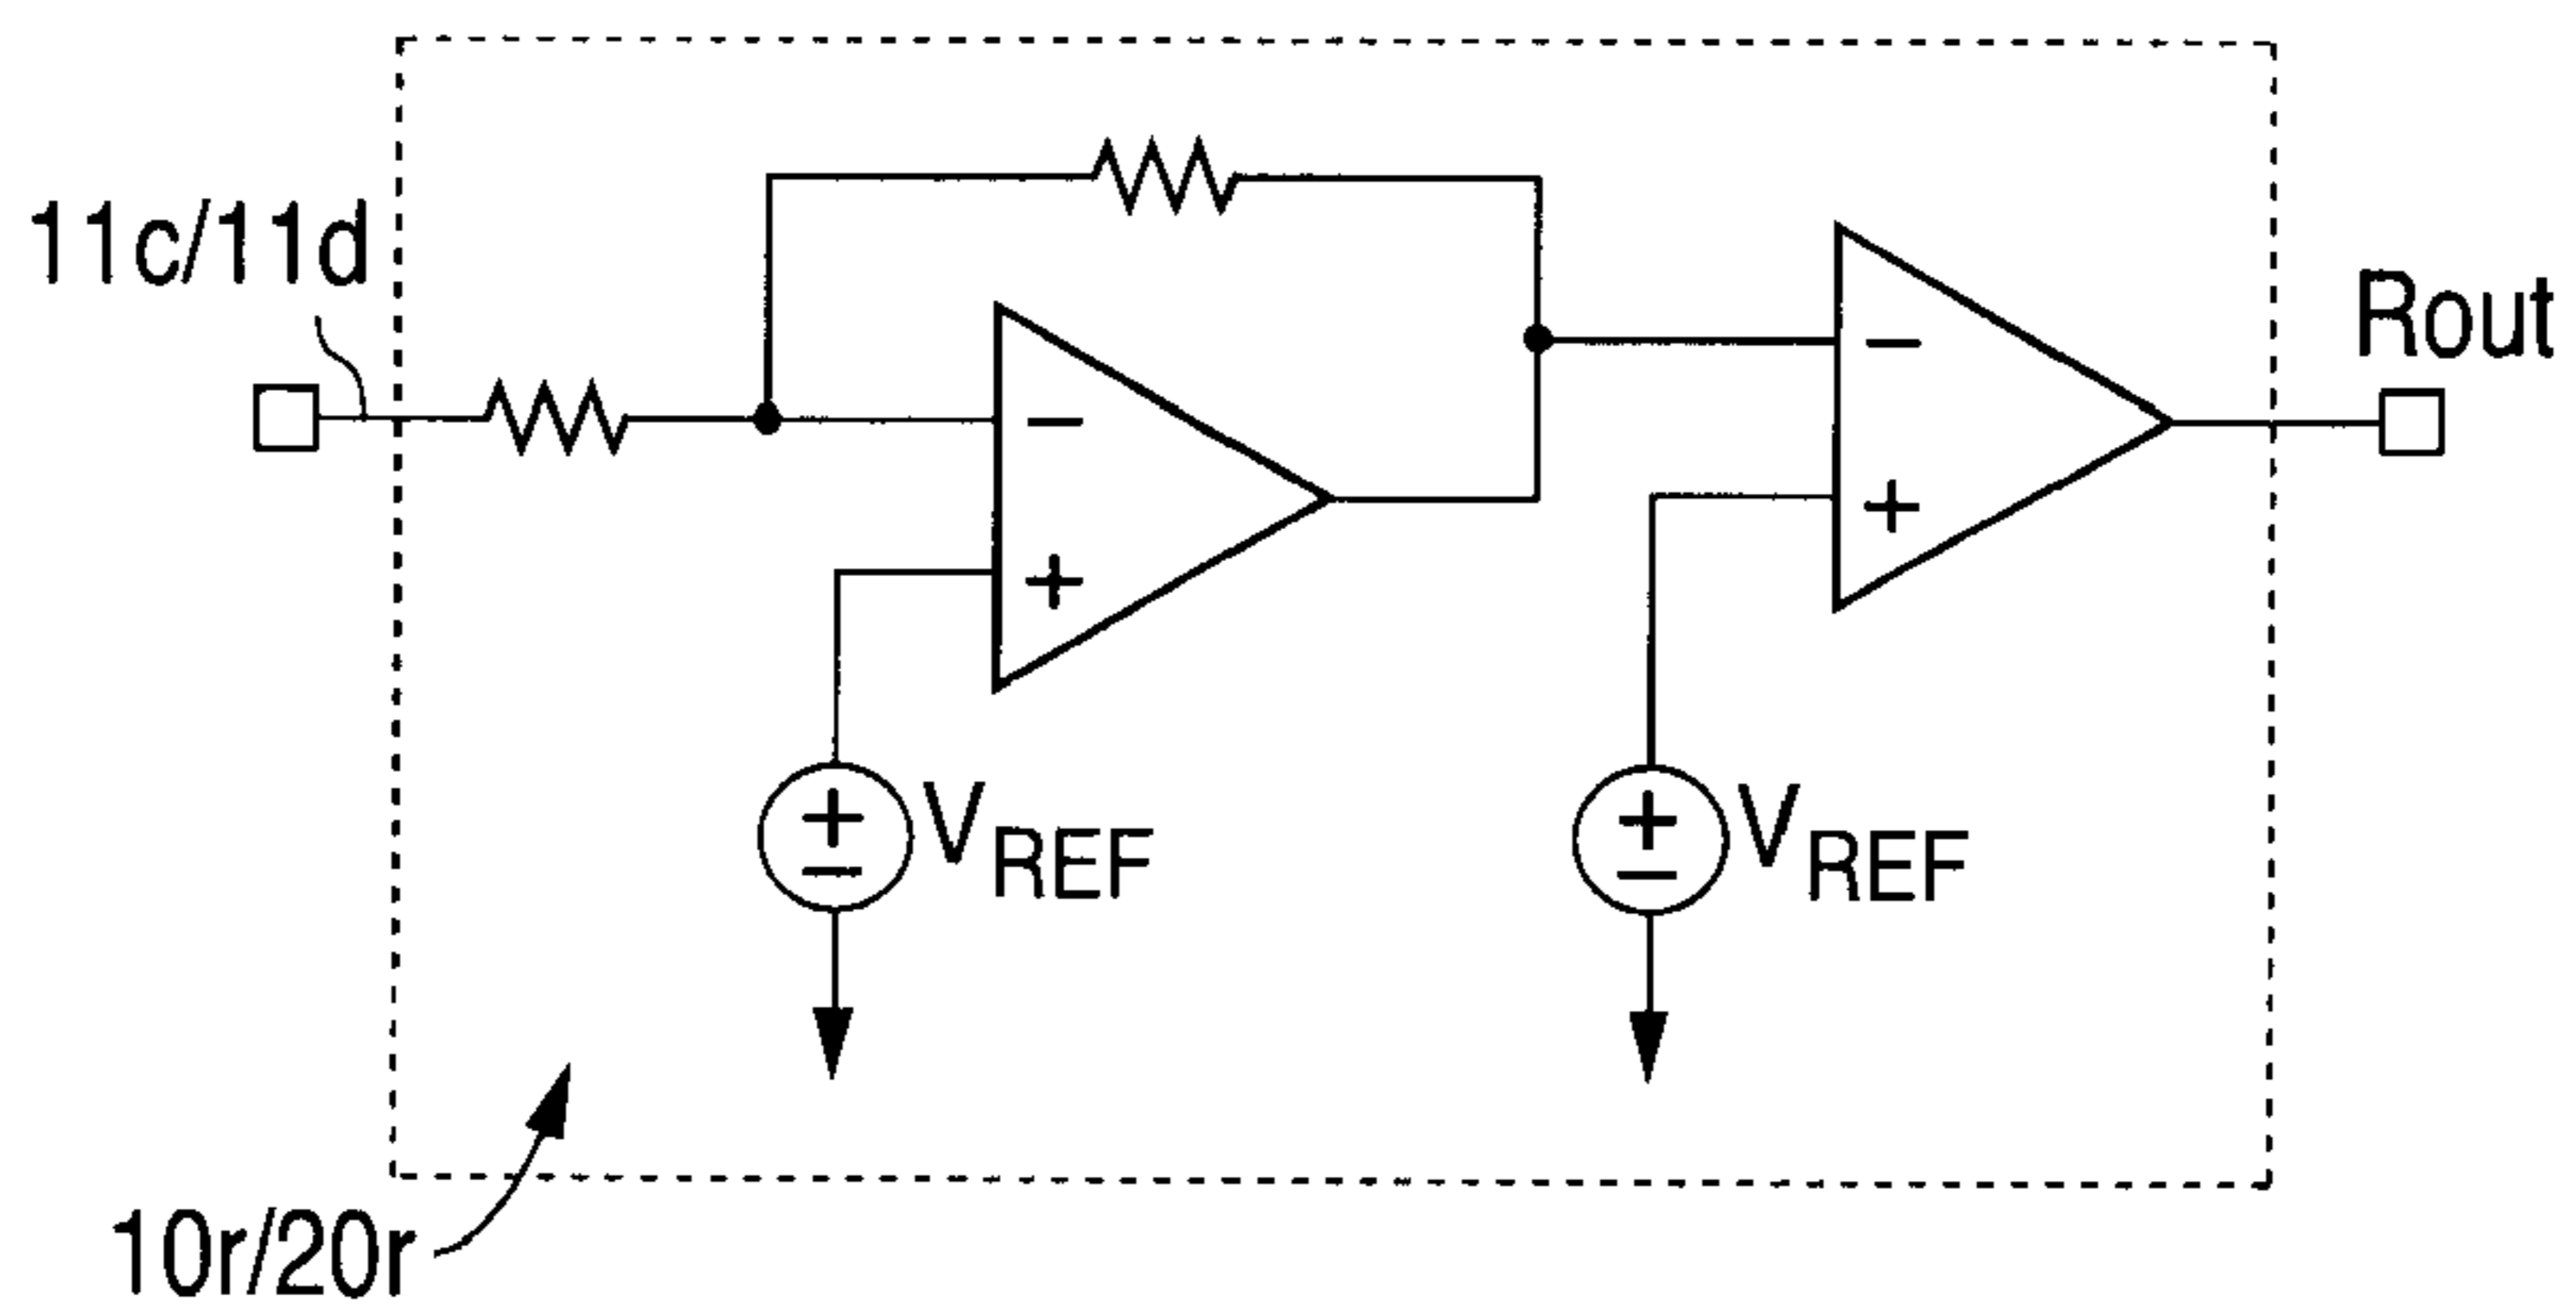 11c/11d
Rout
−
+
−
+
+
−
VREF
+
−
VREF
10r/20r